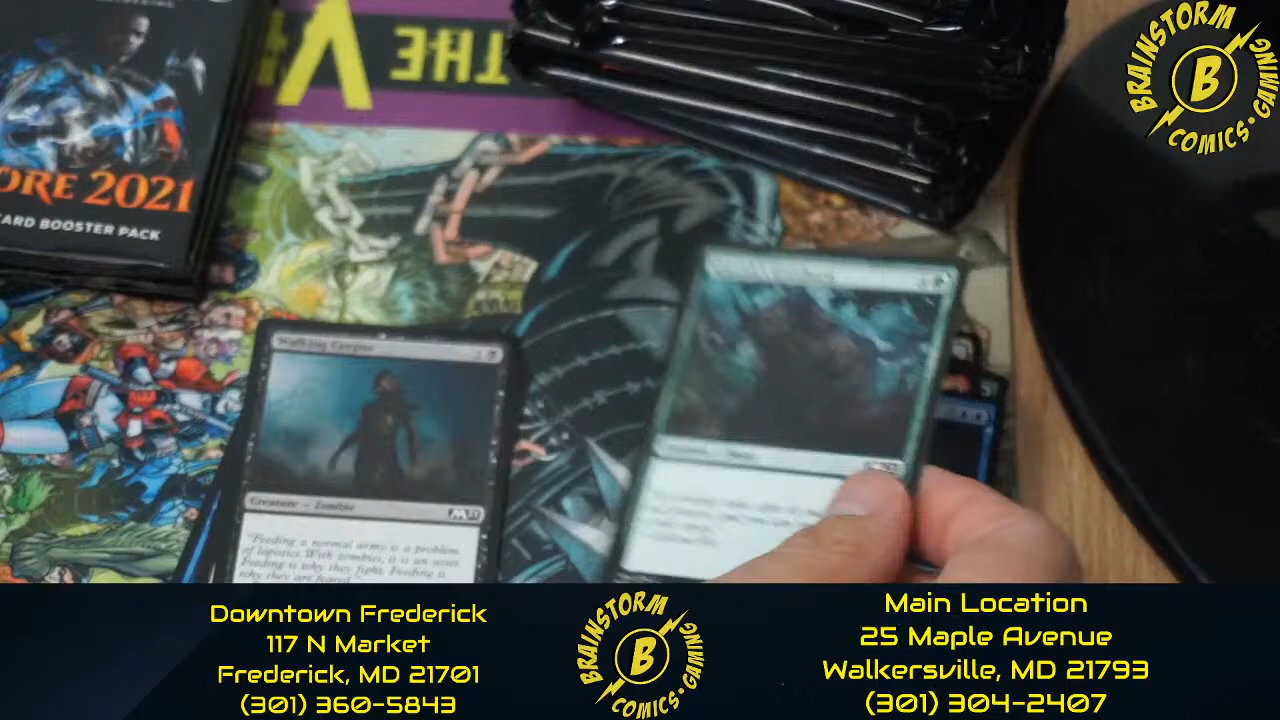 BRAINSTORM
COMICS • GAMING
B
THE V
ORE 2021
CARD BOOSTER PACK
Walking Corpse
Creature — Zombie
M21
"Feeding a normal army is a problem
of logistics. With zombies, it is an asset.
Feeding is why they fight. Feeding is
why they are feared."
Downtown Frederick
117 N Market
Frederick, MD 21701
(301) 360-5843
BRAINSTORM
COMICS • GAMING
B
Main Location
25 Maple Avenue
Walkersville, MD 21793
(301) 304-2407